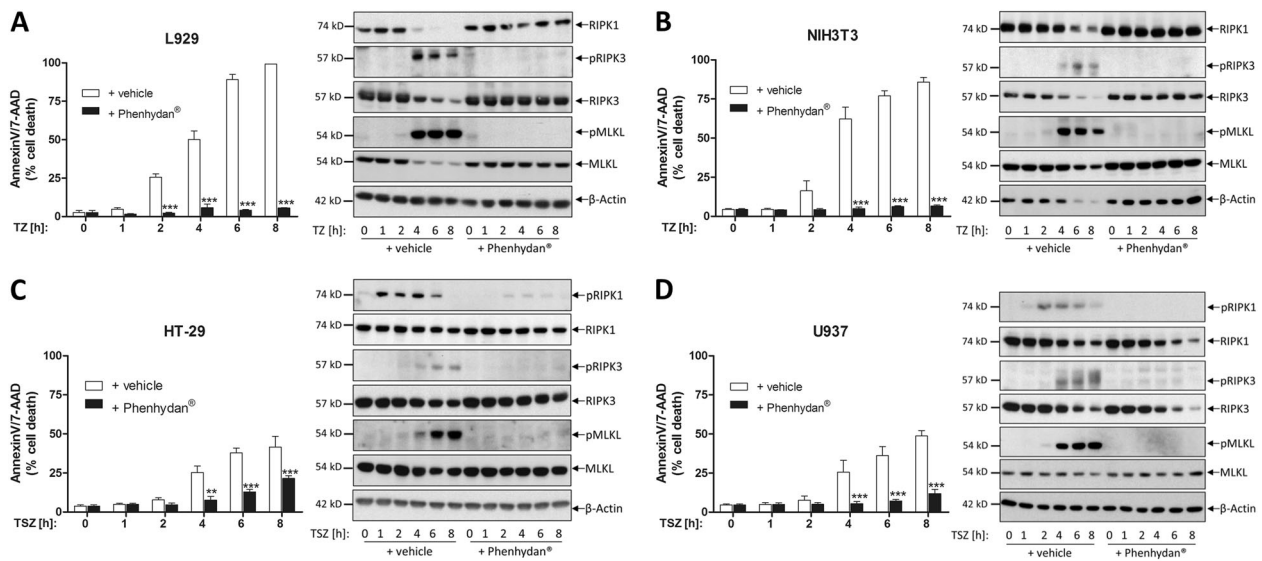 A
L929
AnnexinV/7-AAD
(% cell death)
100
75
50
25
0
+ vehicle
+ Phenhydan®
***
***
***
***
0 1 2 4 6 8
TZ [h]:
74 kD RIPK1
57 kD pRIPK3
57 kD RIPK3
54 kD pMLKL
54 kD MLKL
42 kD β-Actin
TZ [h]: 0 1 2 4 6 8 0 1 2 4 6 8
+ vehicle + Phenhydan®
B
NIH3T3
AnnexinV/7-AAD
(% cell death)
100
75
50
25
0
+ vehicle
+ Phenhydan®
***
***
***
TZ [h]: 0 1 2 4 6 8
74 kD RIPK1
57 kD pRIPK3
57 kD RIPK3
54 kD pMLKL
54 kD MLKL
42 kD β-Actin
TZ [h]: 0 1 2 4 6 8 0 1 2 4 6 8
+ vehicle + Phenhydan®
C
HT-29
AnnexinV/7-AAD
(% cell death)
100
75
50
25
0
+ vehicle
+ Phenhydan®
**
***
***
TSZ [h]: 0 1 2 4 6 8
74 kD pRIPK1
74 kD RIPK1
57 kD pRIPK3
57 kD RIPK3
54 kD pMLKL
54 kD MLKL
42 kD β-Actin
TSZ [h]: 0 1 2 4 6 8 0 1 2 4 6 8
+ vehicle + Phenhydan®
D
U937
AnnexinV/7-AAD
(% cell death)
100
75
50
25
0
+ vehicle
+ Phenhydan®
***
***
***
TSZ [h]: 0 1 2 4 6 8
74 kD pRIPK1
74 kD RIPK1
57 kD pRIPK3
57 kD RIPK3
54 kD pMLKL
54 kD MLKL
42 kD β-Actin
TSZ [h]: 0 1 2 4 6 8 0 1 2 4 6 8
+ vehicle + Phenhydan®